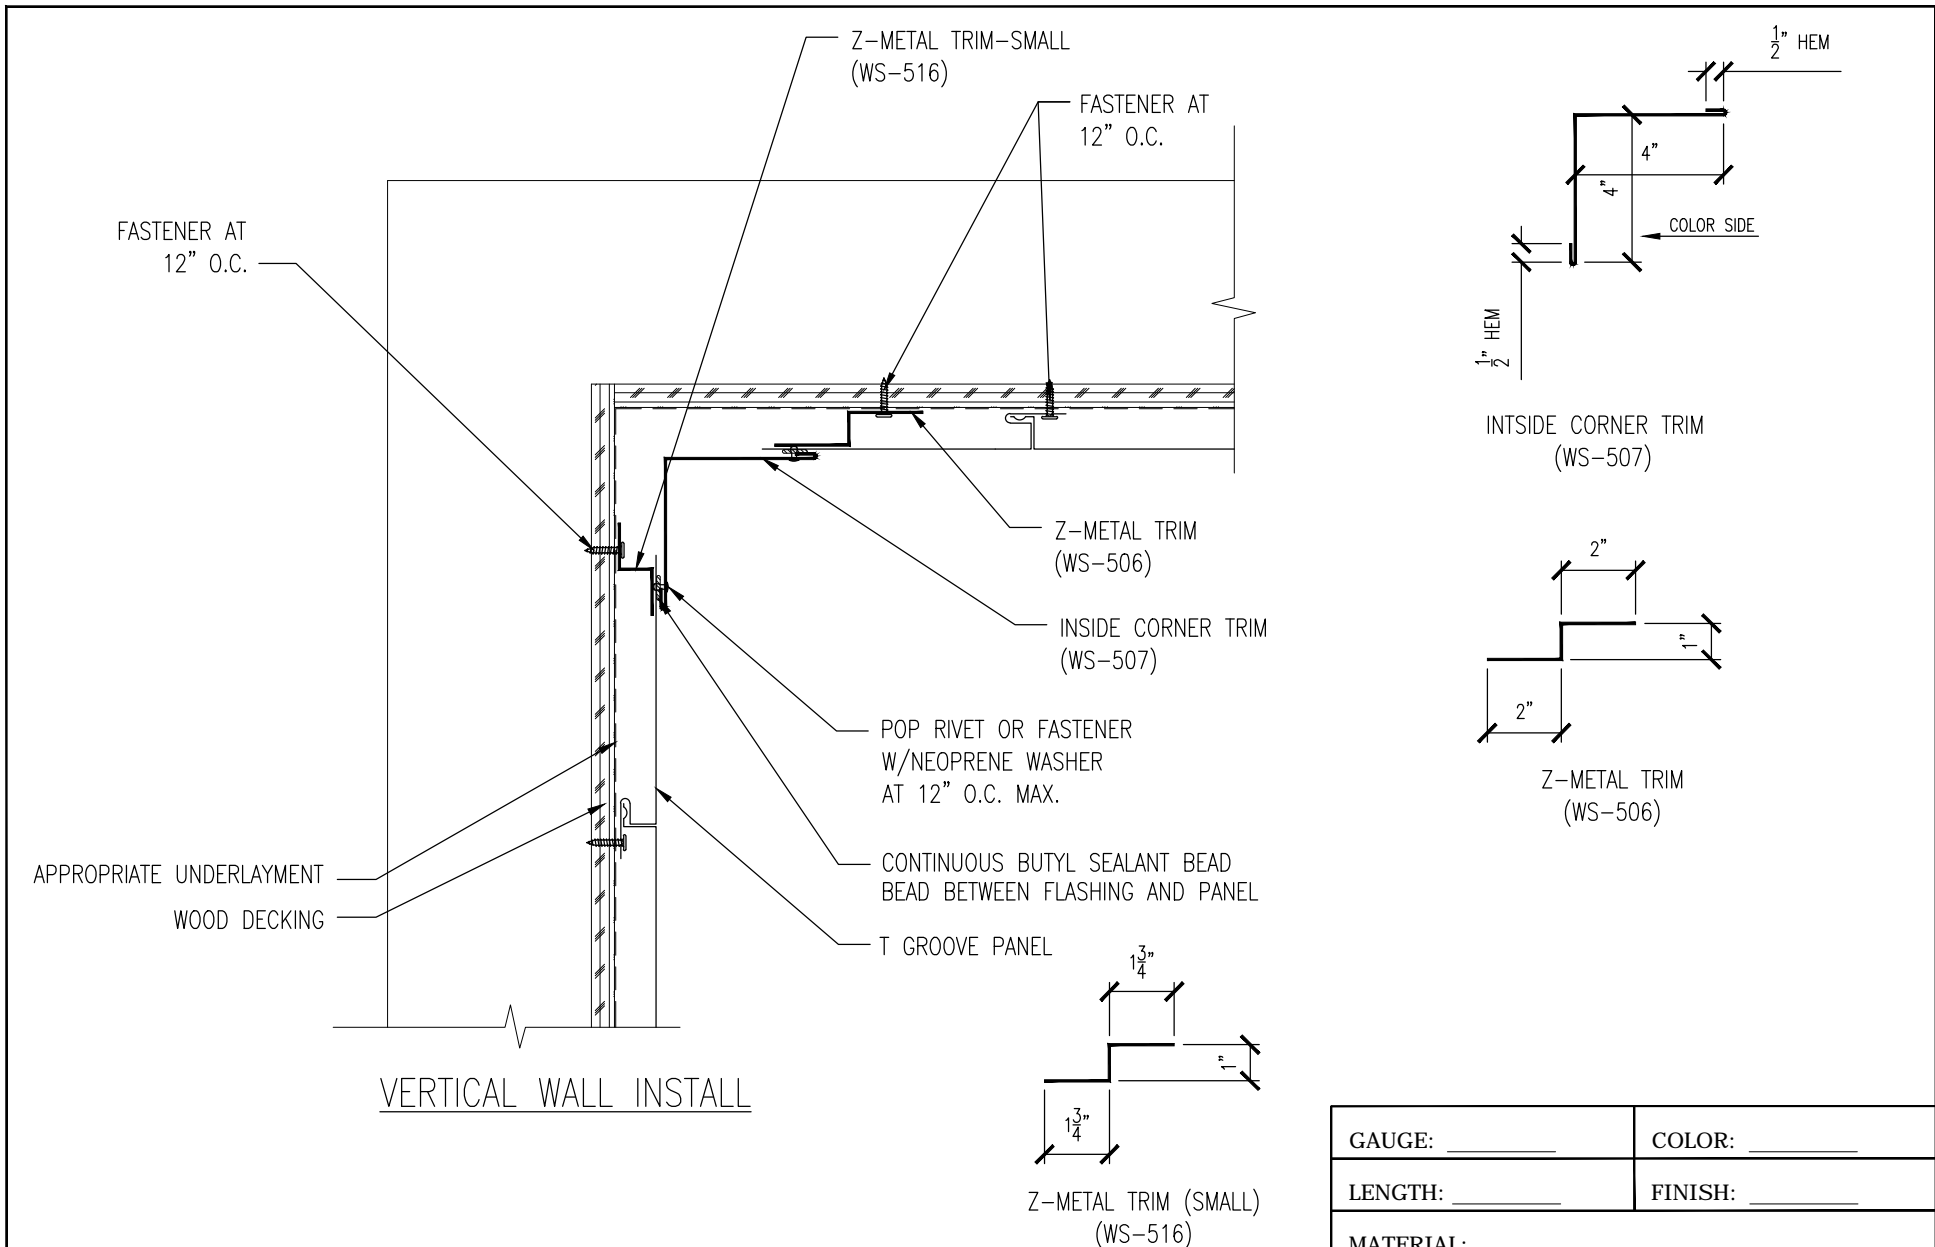 Z-METAL TRIM-SMALL
(WS-516)
FASTENER AT
12" O.C.
FASTENER AT
12" O.C.
Z-METAL TRIM
(WS-506)
INSIDE CORNER TRIM
(WS-507)
POP RIVET OR FASTENER
W/NEOPRENE WASHER
AT 12" O.C. MAX.
CONTINUOUS BUTYL SEALANT BEAD
BEAD BETWEEN FLASHING AND PANEL
T GROOVE PANEL
APPROPRIATE UNDERLAYMENT
WOOD DECKING
VERTICAL WALL INSTALL
1/2" HEM
4"
4"
COLOR SIDE
1/2" HEM
INTSIDE CORNER TRIM
(WS-507)
2"
1"
2"
Z-METAL TRIM
(WS-506)
1 3/4"
1"
1 3/4"
Z-METAL TRIM (SMALL)
(WS-516)
GAUGE:
COLOR:
LENGTH:
FINISH:
MATERIAL: